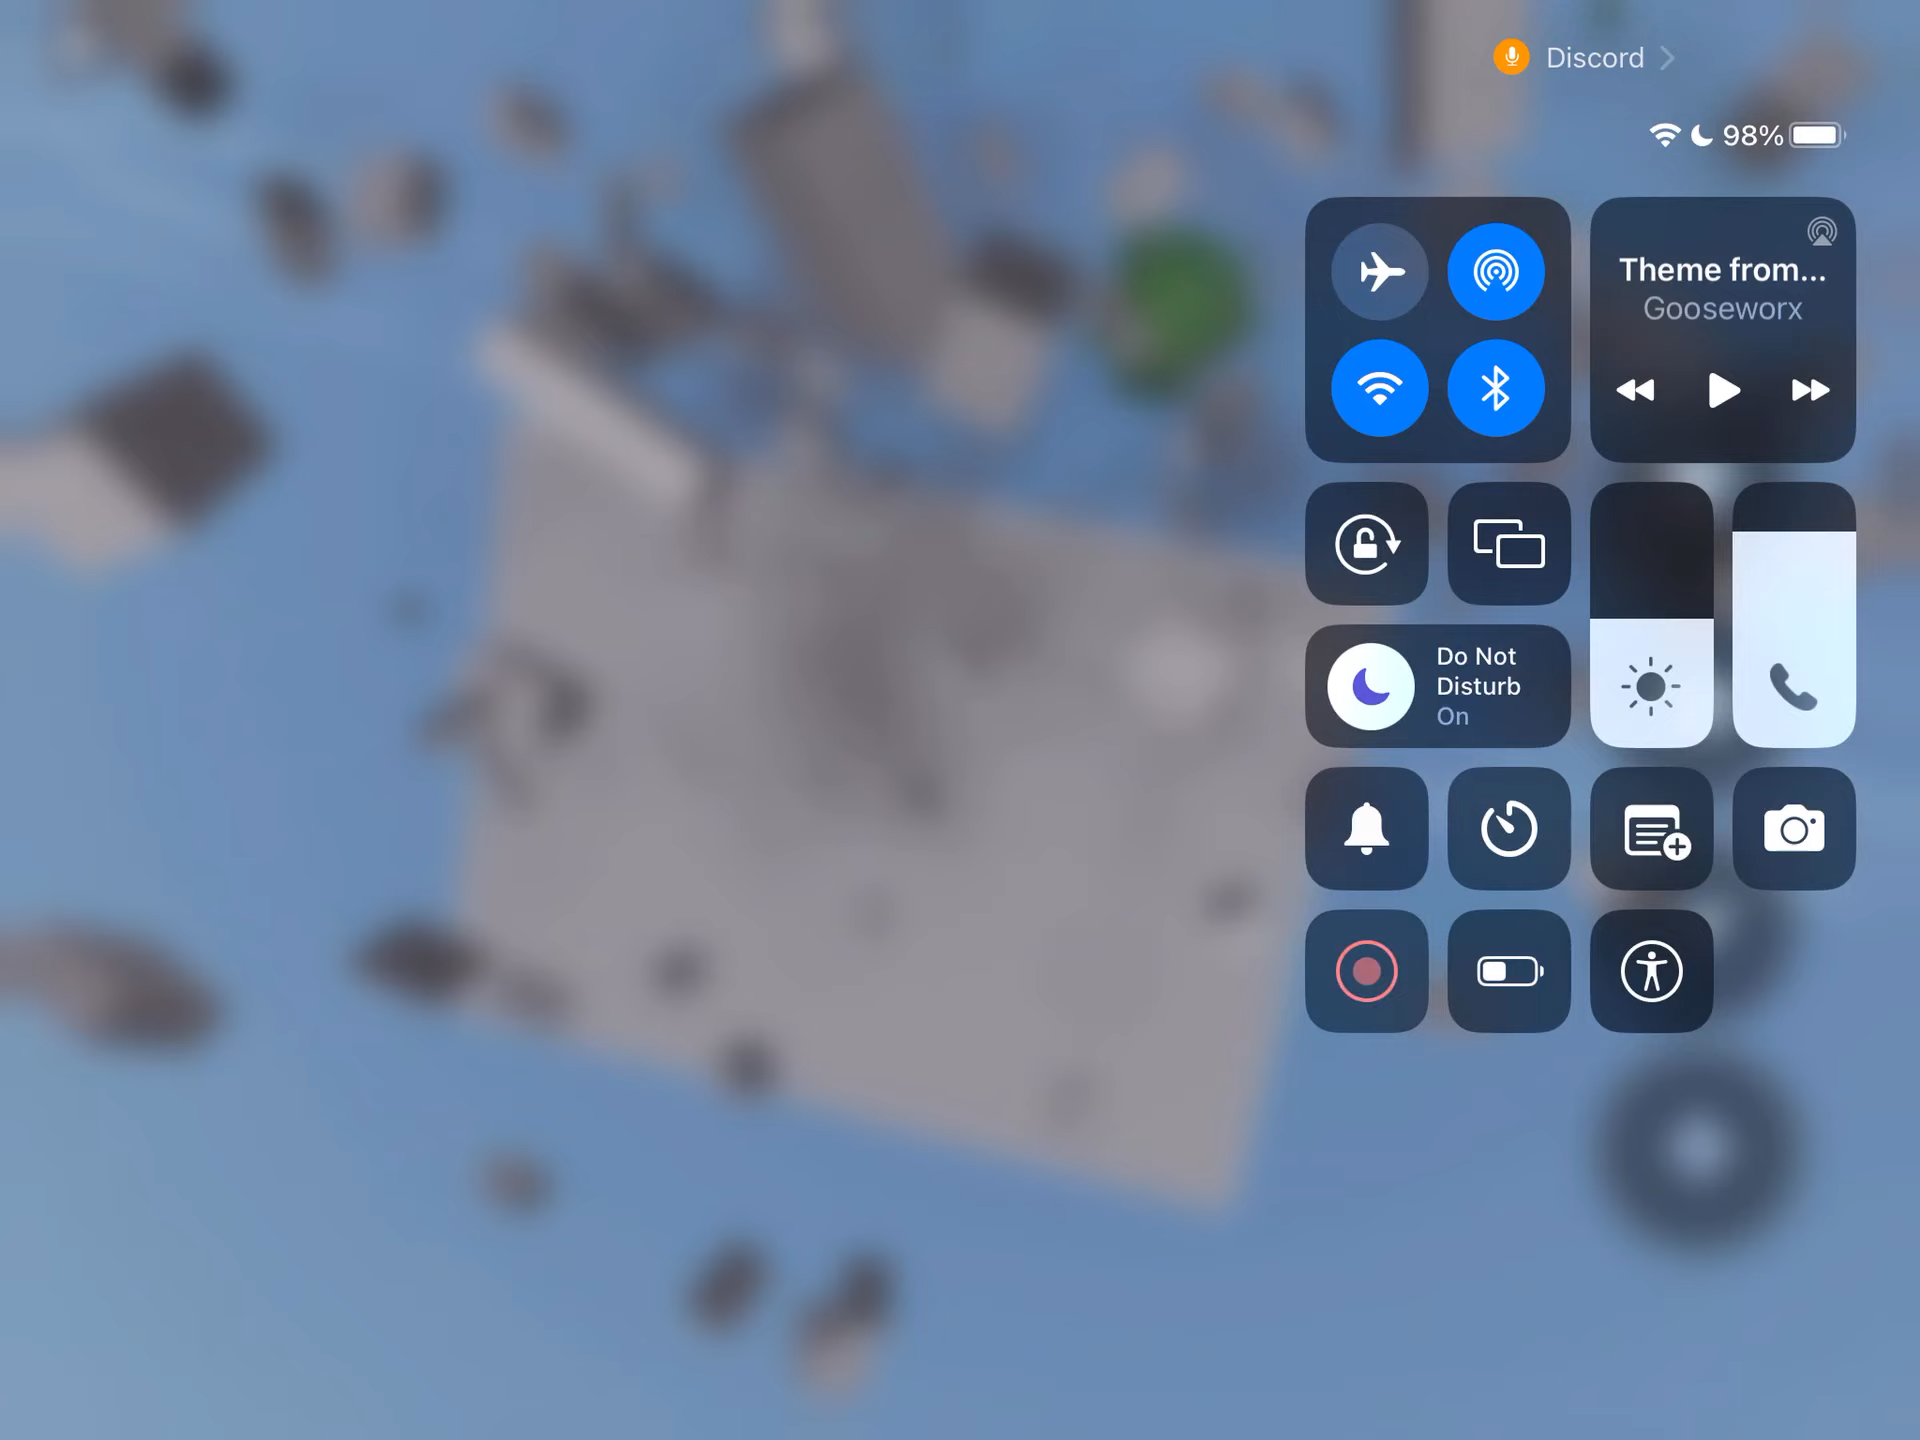 Discord
98%
Theme from...
Gooseworx
Do Not
Disturb
On